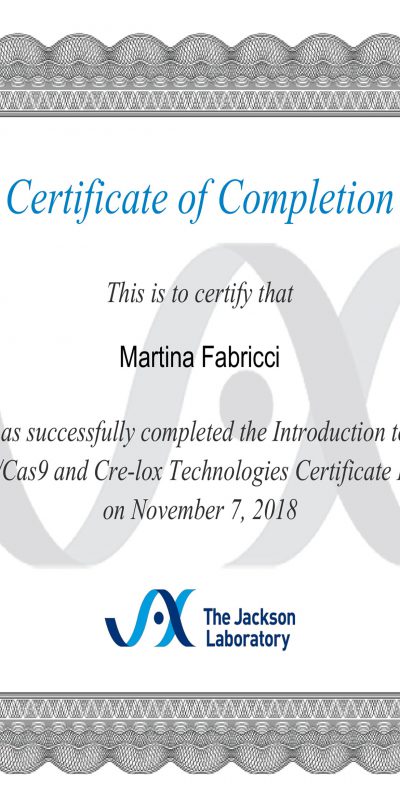 Certificate of Completion
This is to certify that
Martina Fabricci
as successfully completed the Introduction to
/Cas9 and Cre-lox Technologies Certificate
on November 7, 2018
JAX
The Jackson
Laboratory